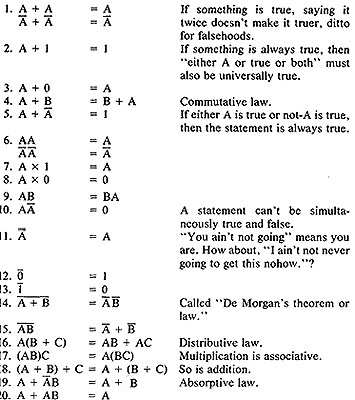 1. A + A = A If something is true, saying it
A̅ + A̅ = A̅ twice doesn't make it truer, ditto
for falsehoods.
2. A + 1 = 1 If something is always true, then
"either A or true or both" must
also be universally true.
3. A + 0 = A
4. A + B = B + A Commutative law.
5. A + A̅ = 1 If either A is true or not-A is true,
then the statement is always true.
6. AA = A
A̅A̅ = A̅
7. A × 1 = A
8. A × 0 = 0
9. AB = BA
10. AA̅ = 0 A statement can't be simulta-
neously true and false.
11. A̿ = A "You ain't not going" means you
are. How about, "I ain't not never
going to get this nohow."?
12. 0̅ = 1
13. 1̅ = 0
14. A̅ ̅+̅ ̅B̅ = A̅B̅ Called "De Morgan's theorem or
law."
15. A̅B̅ = A̅ + B̅
16. A(B + C) = AB + AC Distributive law.
17. (AB)C = A(BC) Multiplication is associative.
18. (A + B) + C = A + (B + C) So is addition.
19. A + A̅B = A + B Absorptive law.
20. A + AB = A